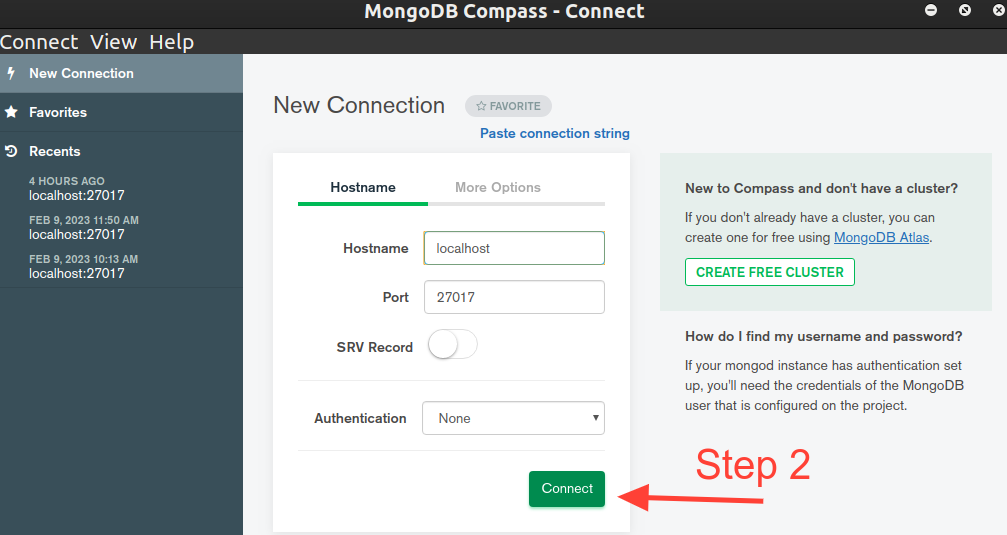 MongoDB Compass - Connect
Connect View Help
New Connection
Favorites
Recents
4 HOURS AGO
localhost:27017
FEB 9, 2023 11:50 AM
localhost:27017
FEB 9, 2023 10:13 AM
localhost:27017
New Connection
FAVORITE
Paste connection string
Hostname
More Options
Hostname
localhost
Port
27017
SRV Record
Authentication
None
Connect
New to Compass and don't have a cluster?
If you don't already have a cluster, you can
create one for free using MongoDB Atlas.
CREATE FREE CLUSTER
How do I find my username and password?
If your mongod instance has authentication set
up, you'll need the credentials of the MongoDB
user that is configured on the project.
Step 2